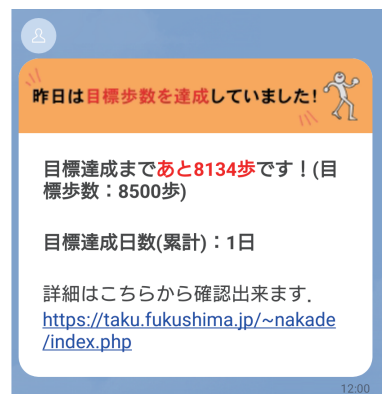 昨日は目標歩数を達成していました!
目標達成まであと8134歩です！(目
標歩数：8500歩)
目標達成日数(累計)：1日
詳細はこちらから確認出来ます．
https://taku.fukushima.jp/~nakade
/index.php
12:00